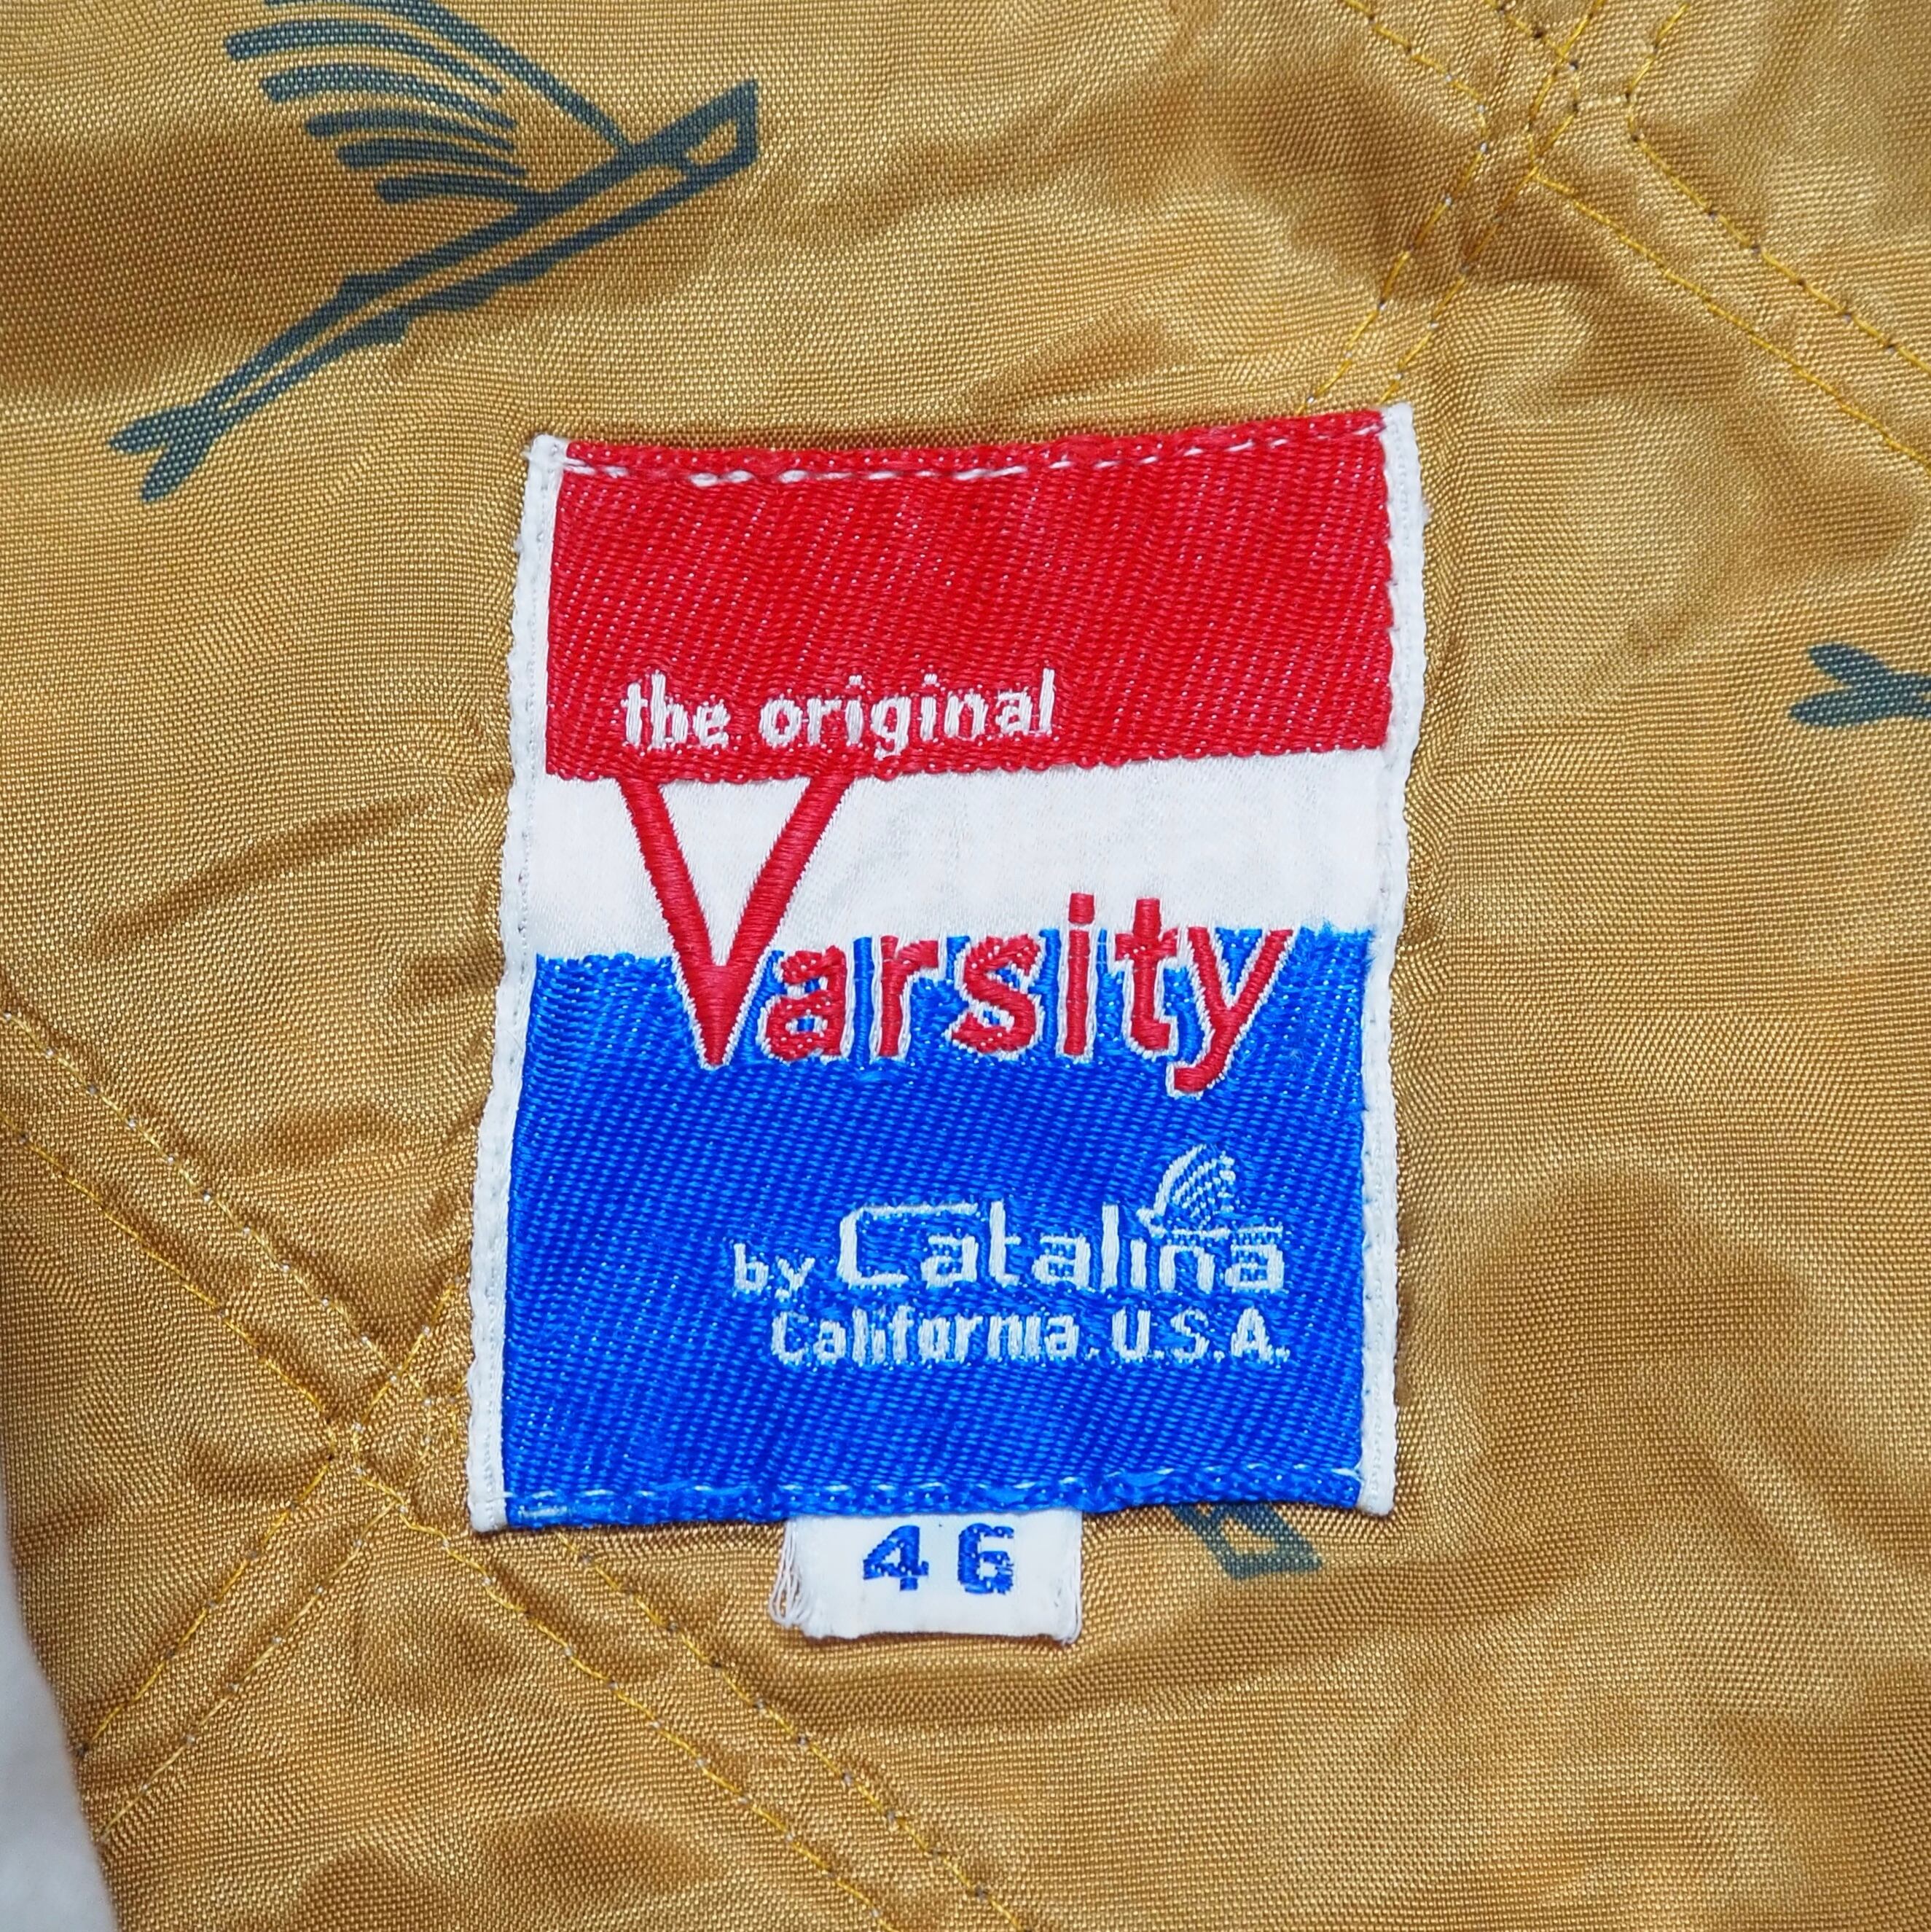 the original
Varsity
by Catalina
California. U.S.A.
46